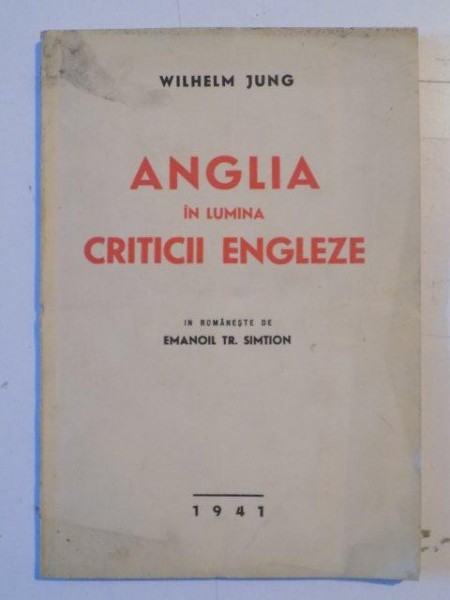 WILHELM JUNG
ANGLIA
ÎN LUMINA
CRITICII ENGLEZE
IN ROMÂNEȘTE DE
EMANOIL TR. SIMTION
1941